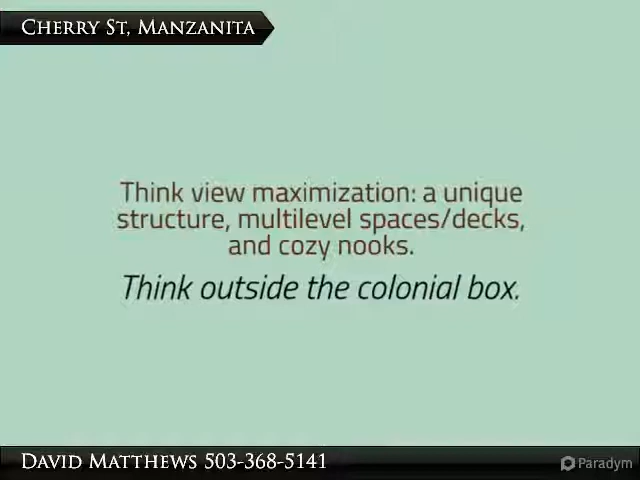 Cherry St, Manzanita
Think view maximization: a unique
structure, multilevel spaces/decks,
and cozy nooks.
Think outside the colonial box.
David Matthews 503-368-5141
Paradym